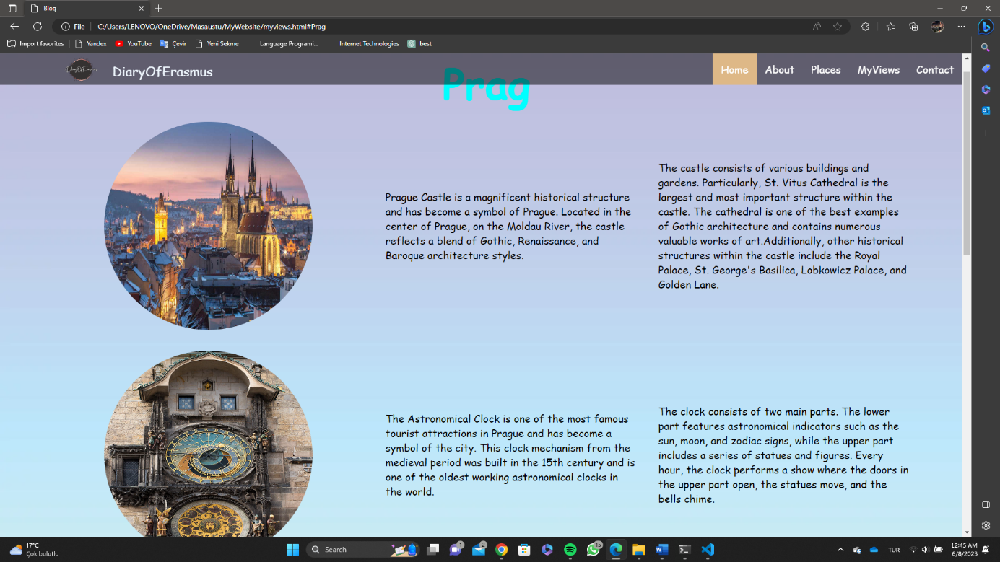 Blog
File
C:/Users/LENOVO/OneDrive/Masaüstü/MyWebsite/myviews.html#Prag
Import favorites
Yandex
YouTube
Çevir
Yeni Sekme
Language Programi...
Internet Technologies
best
DiaryOfErasmus
Home
About
Places
MyViews
Contact
Prag
Prague Castle is a magnificent historical structure
and has become a symbol of Prague. Located in the
center of Prague, on the Moldau River, the castle
reflects a blend of Gothic, Renaissance, and
Baroque architecture styles.
The castle consists of various buildings and
gardens. Particularly, St. Vitus Cathedral is the
largest and most important structure within the
castle. The cathedral is one of the best examples
of Gothic architecture and contains numerous
valuable works of art.Additionally, other historical
structures within the castle include the Royal
Palace, St. George's Basilica, Lobkowicz Palace, and
Golden Lane.
The Astronomical Clock is one of the most famous
tourist attractions in Prague and has become a
symbol of the city. This clock mechanism from the
medieval period was built in the 15th century and is
one of the oldest working astronomical clocks in
the world.
The clock consists of two main parts. The lower
part features astronomical indicators such as the
sun, moon, and zodiac signs, while the upper part
includes a series of statues and figures. Every
hour, the clock performs a show where the doors in
the upper part open, the statues move, and the
bells chime.
17°C
Çok bulutlu
Search
1
2
15
TUR
12:45 AM
6/8/2023